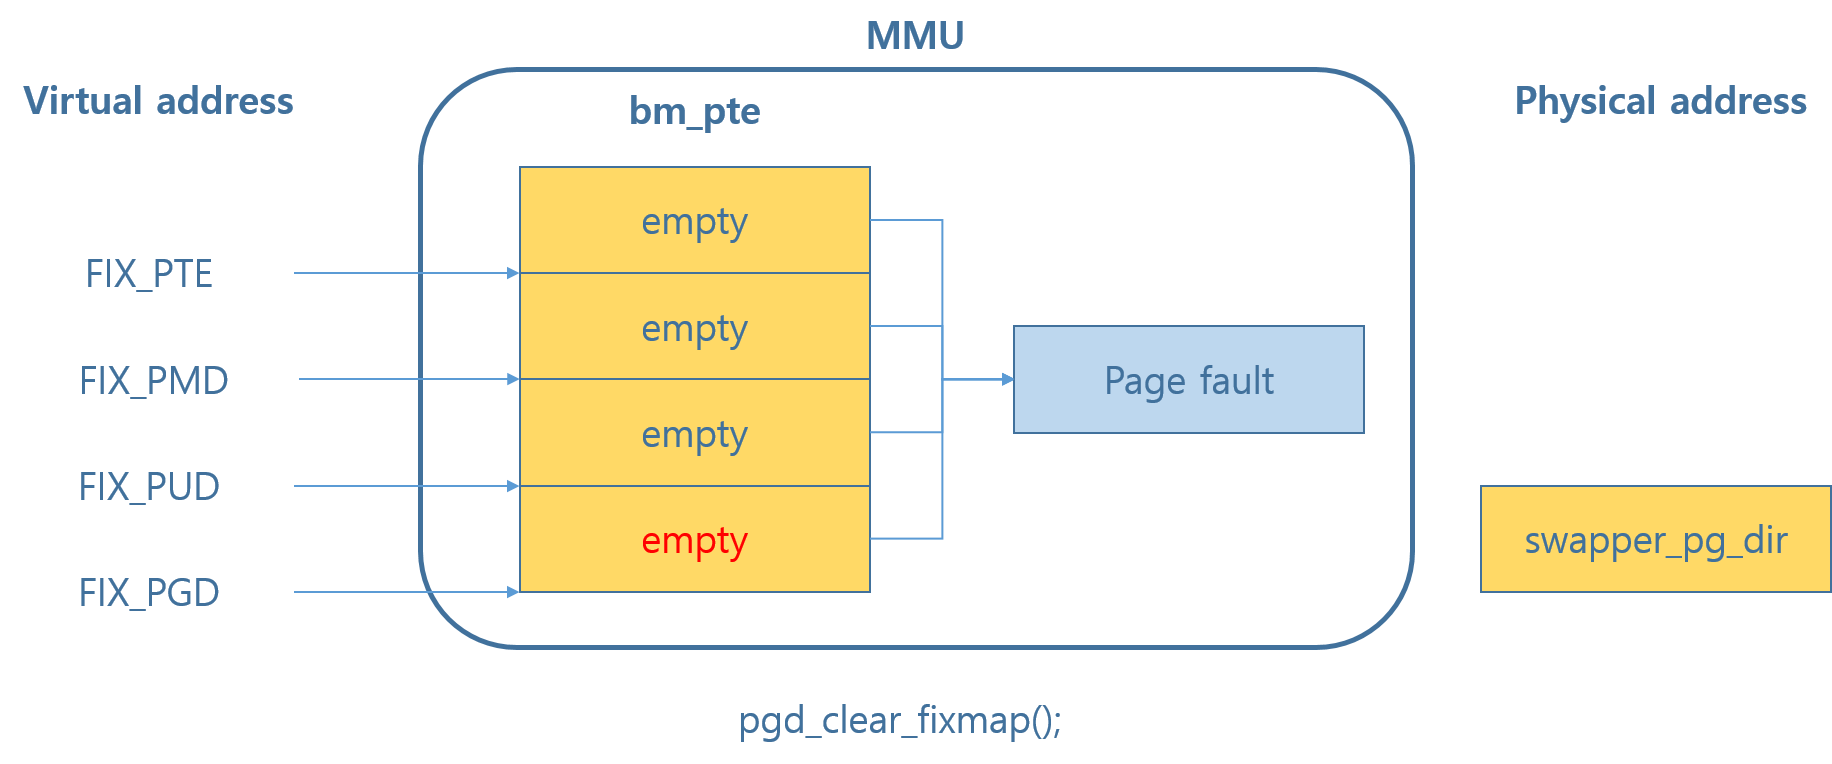 MMU
Virtual address
bm_pte
Physical address
empty
FIX_PTE
empty
FIX_PMD
Page fault
empty
FIX_PUD
empty
swapper_pg_dir
FIX_PGD
pgd_clear_fixmap();